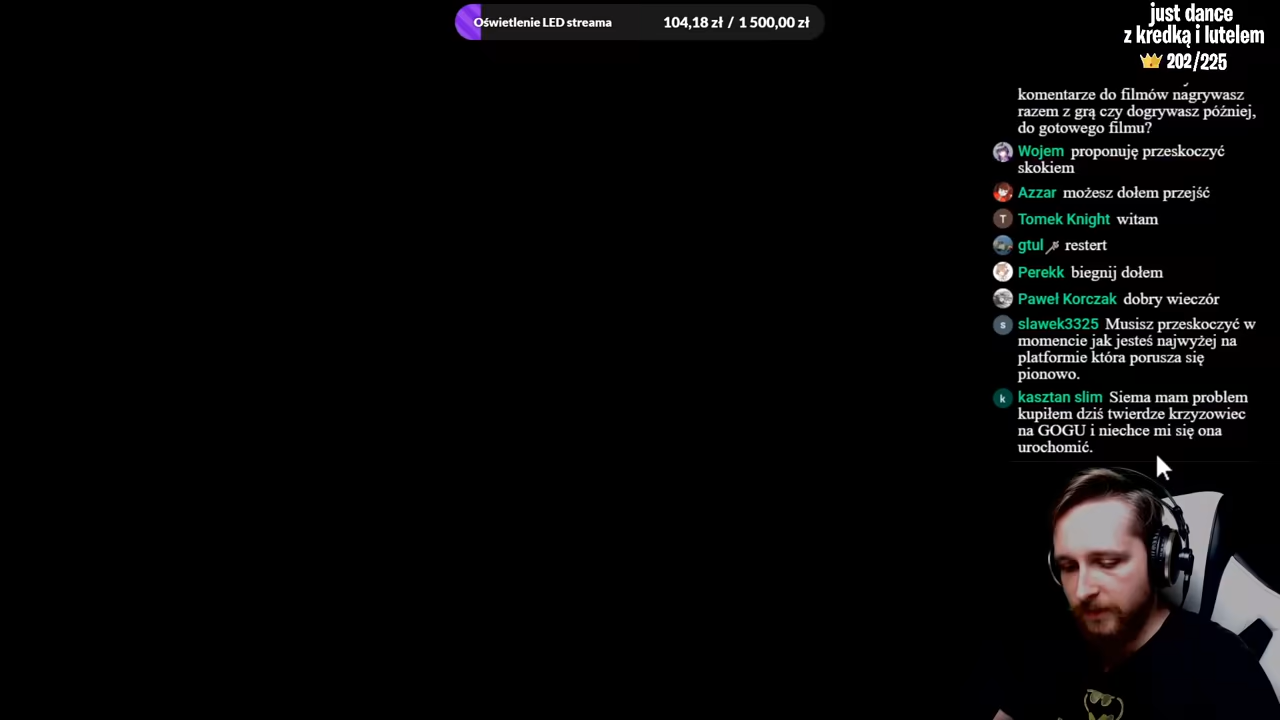 Oświetlenie LED streama 104,18 zł / 1 500,00 zł
just dance
z kredką i lutelem
202/225
komentarze do filmów nagrywasz
razem z grą czy dogrywasz później,
do gotowego filmu?
Wojem proponuję przeskoczyć
skokiem
Azzar możesz dołem przejść
T Tomek Knight witam
gtul restert
Perekk biegnij dołem
Paweł Korczak dobry wieczór
s slawek3325 Musisz przeskoczyć w
momencie jak jesteś najwyżej na
platformie która porusza się
pionowo.
k kasztan slim Siema mam problem
kupiłem dziś twierdze krzyzowiec
na GOGU i niechce mi się ona
urochomić.